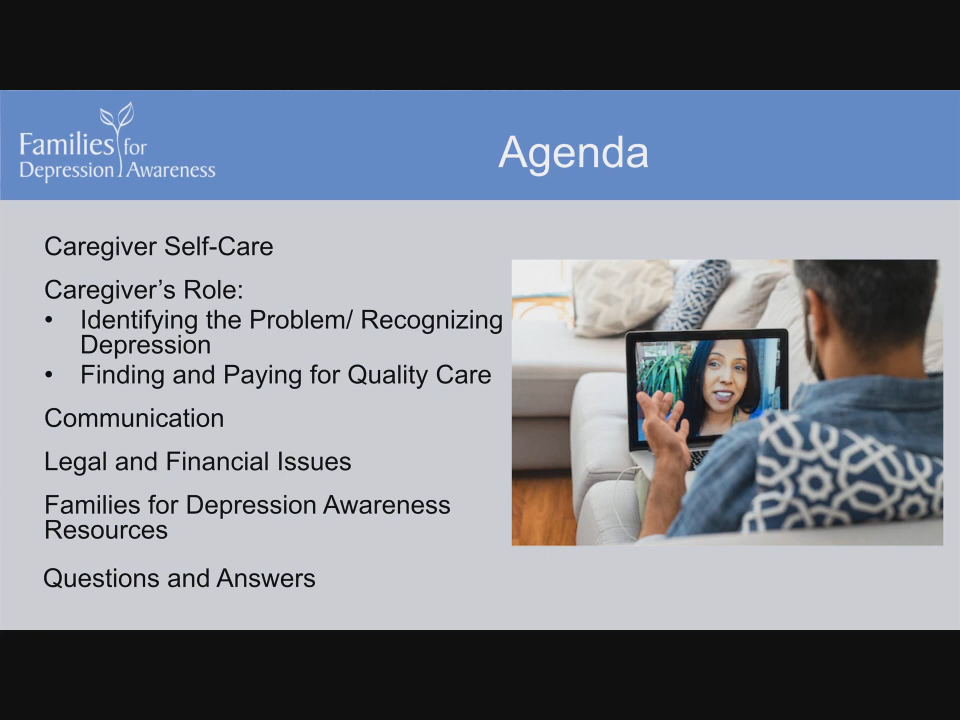 Families for
Depression Awareness
Agenda
Caregiver Self-Care
Caregiver’s Role:
• Identifying the Problem/ Recognizing
Depression
• Finding and Paying for Quality Care
Communication
Legal and Financial Issues
Families for Depression Awareness
Resources
Questions and Answers